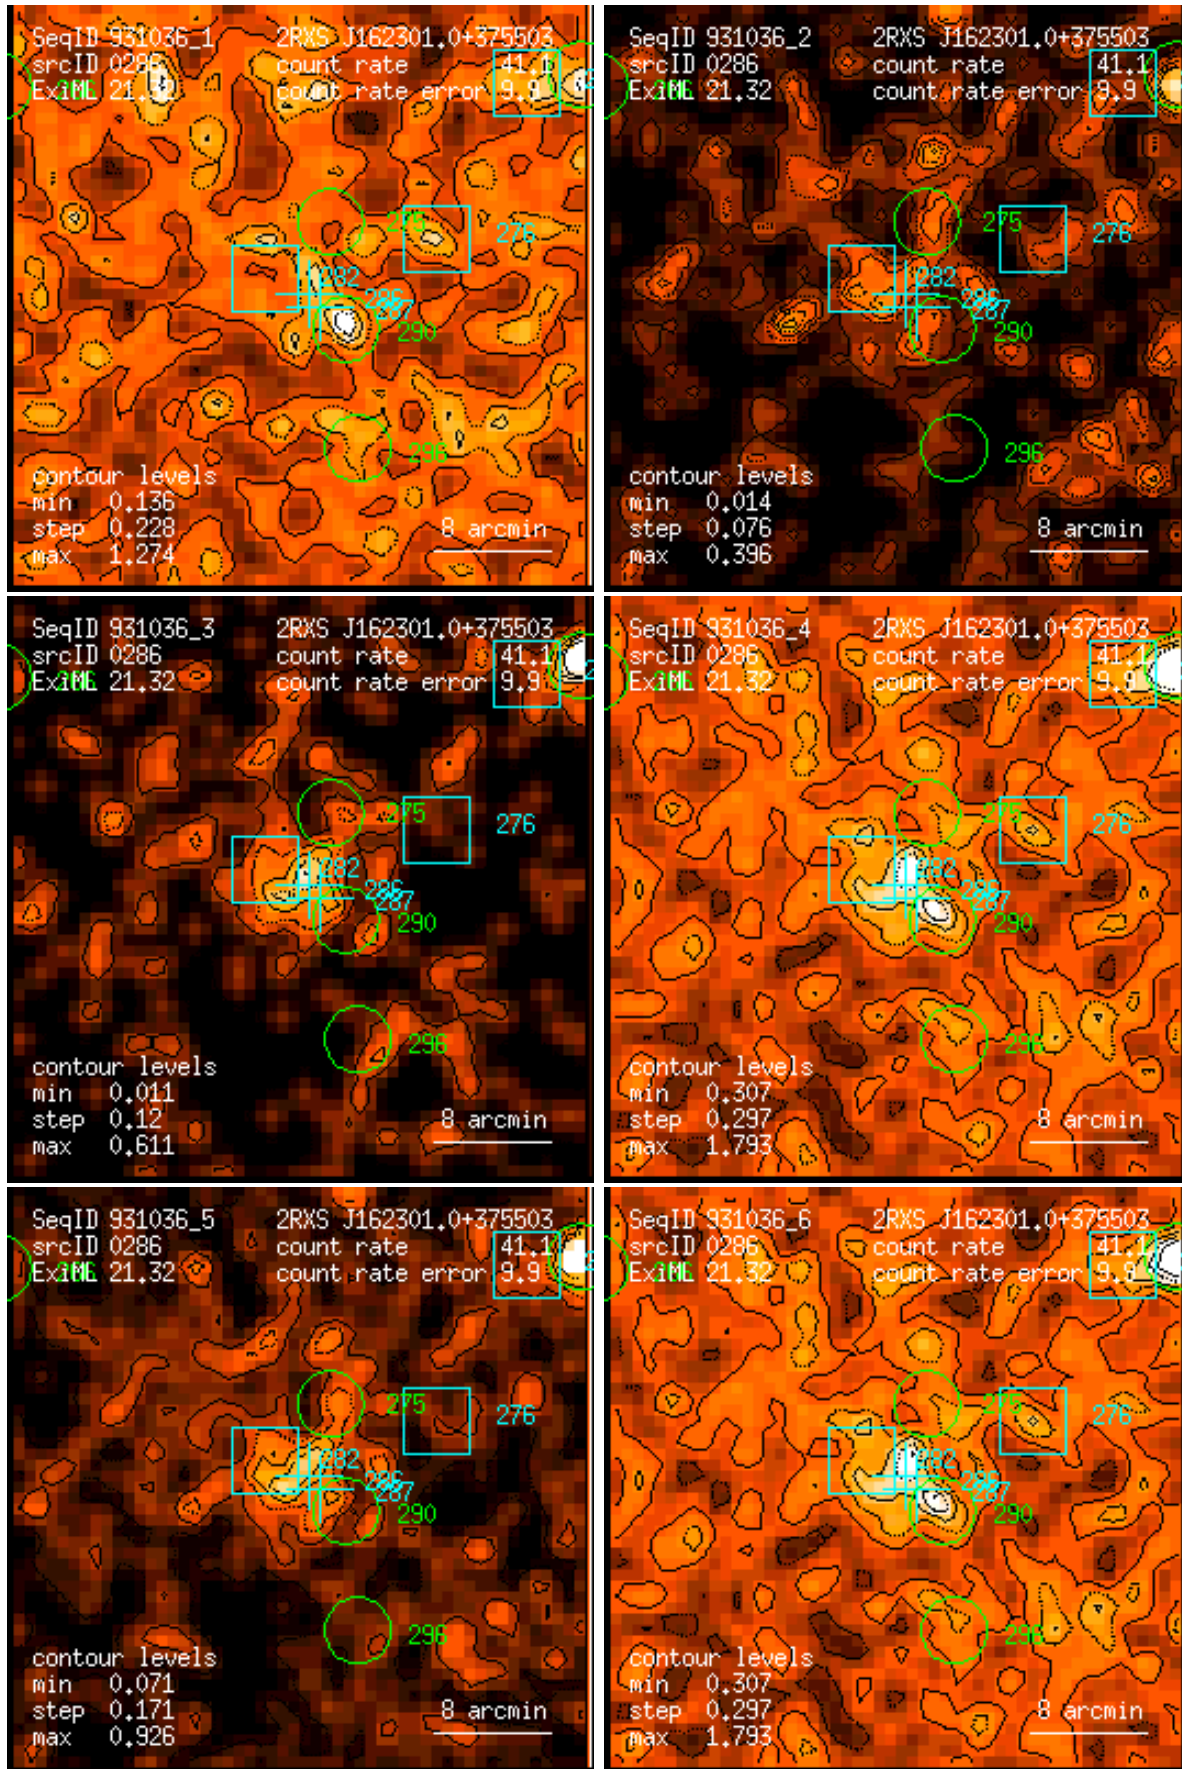 SeqID 931036_1 2RXS J162301.0+375503
srcID 0286 count rate 41.1
ExiML 21.32 count rate error 9.9
275
276
282
286
287
290
296
contour levels
min 0.136
step 0.228
max 1.274
8 arcmin
SeqID 931036_2 2RXS J162301.0+375503
srcID 0286 count rate 41.1
ExiML 21.32 count rate error 9.9
275
276
282
286
287
290
296
contour levels
min 0.014
step 0.076
max 0.396
8 arcmin
SeqID 931036_3 2RXS J162301.0+375503
srcID 0286 count rate 41.1
ExiML 21.32 count rate error 9.9
275
276
282
286
287
290
296
contour levels
min 0.011
step 0.12
max 0.611
8 arcmin
SeqID 931036_4 2RXS J162301.0+375503
srcID 0286 count rate 41.1
ExiML 21.32 count rate error 9.9
275
276
282
286
287
290
296
contour levels
min 0.307
step 0.297
max 1.793
8 arcmin
SeqID 931036_5 2RXS J162301.0+375503
srcID 0286 count rate 41.1
ExiML 21.32 count rate error 9.9
275
276
282
286
287
290
296
contour levels
min 0.071
step 0.171
max 0.926
8 arcmin
SeqID 931036_6 2RXS J162301.0+375503
srcID 0286 count rate 41.1
ExiML 21.32 count rate error 9.9
275
276
282
286
287
290
296
contour levels
min 0.307
step 0.297
max 1.793
8 arcmin